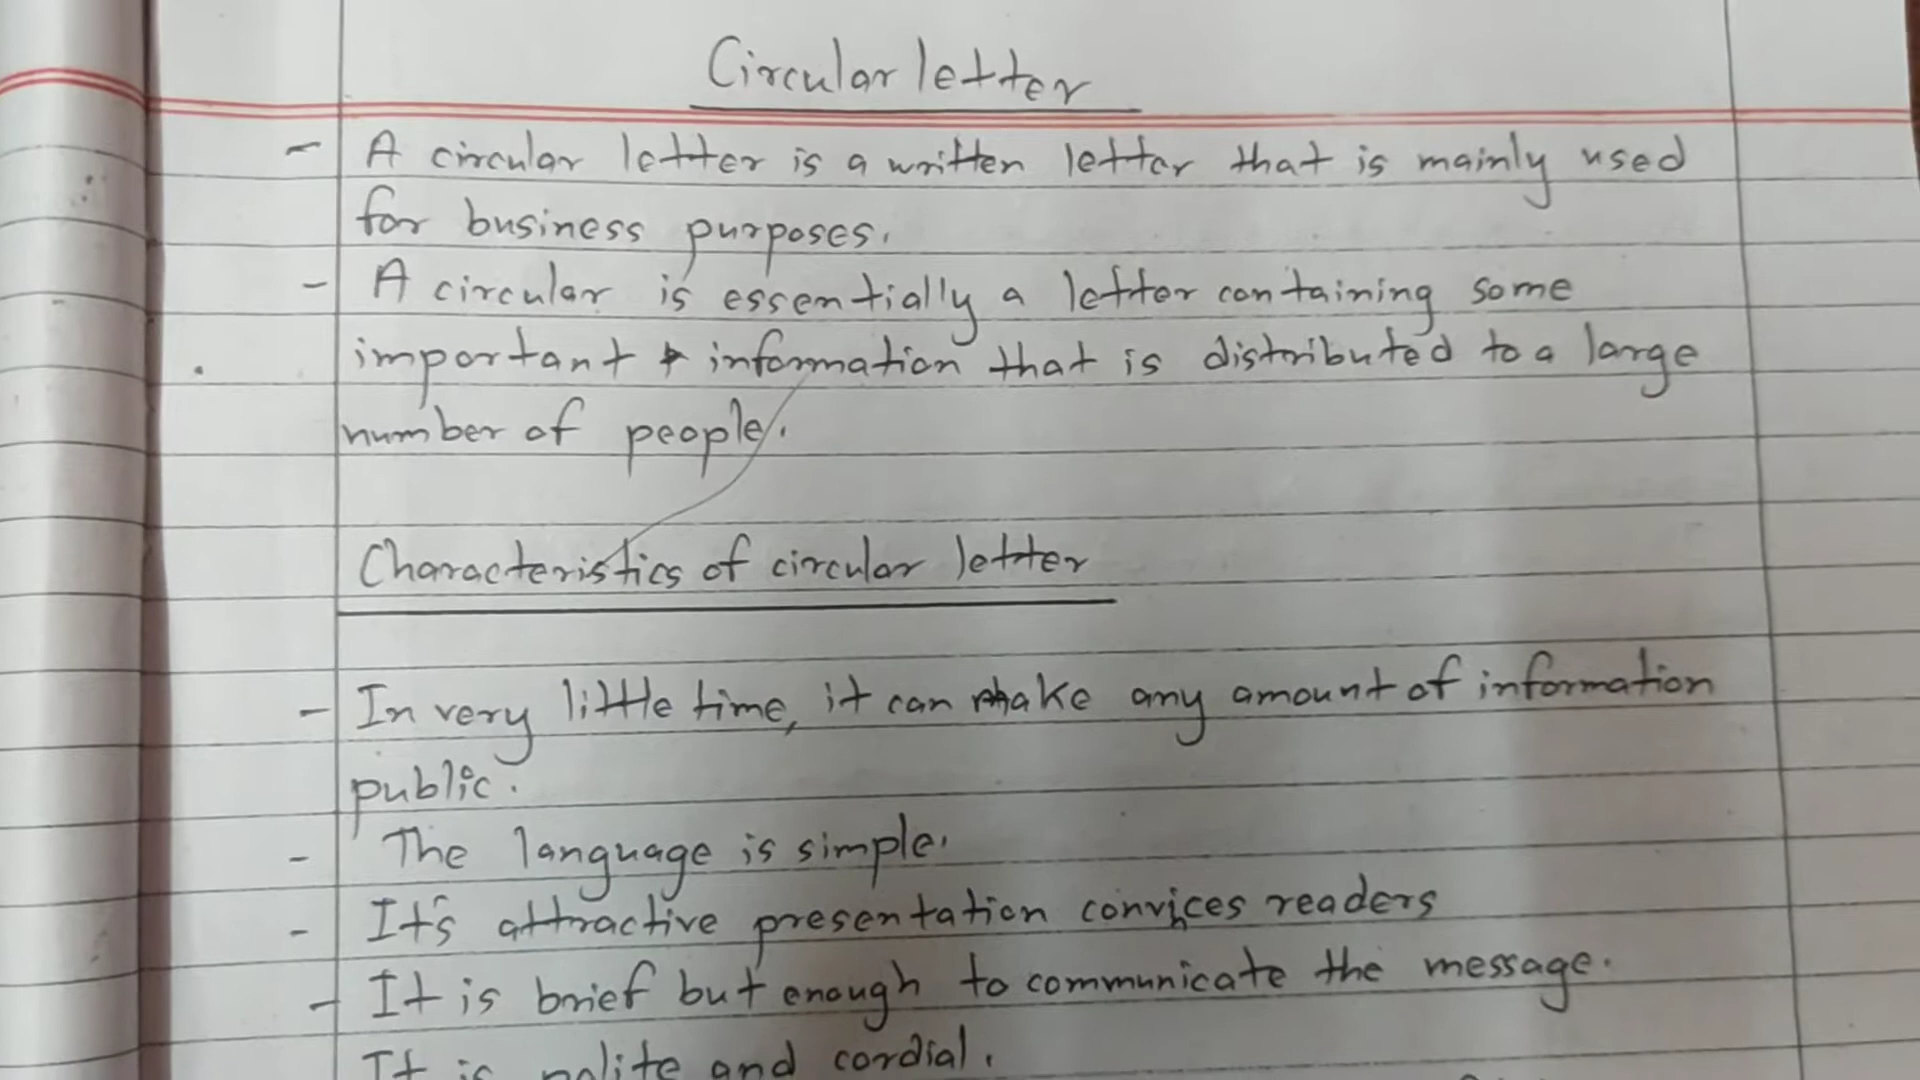 Circular letter
- A circular letter is a written letter that is mainly used
for business purposes.
- A circular is essentially a letter containing some
important information that is distributed to a large
number of people.
Characteristics of circular letter
- In very little time, it can make any amount of information
public.
- The language is simple.
- It's attractive presentation convinces readers
- It is brief but enough to communicate the message.
It is polite and cordial.